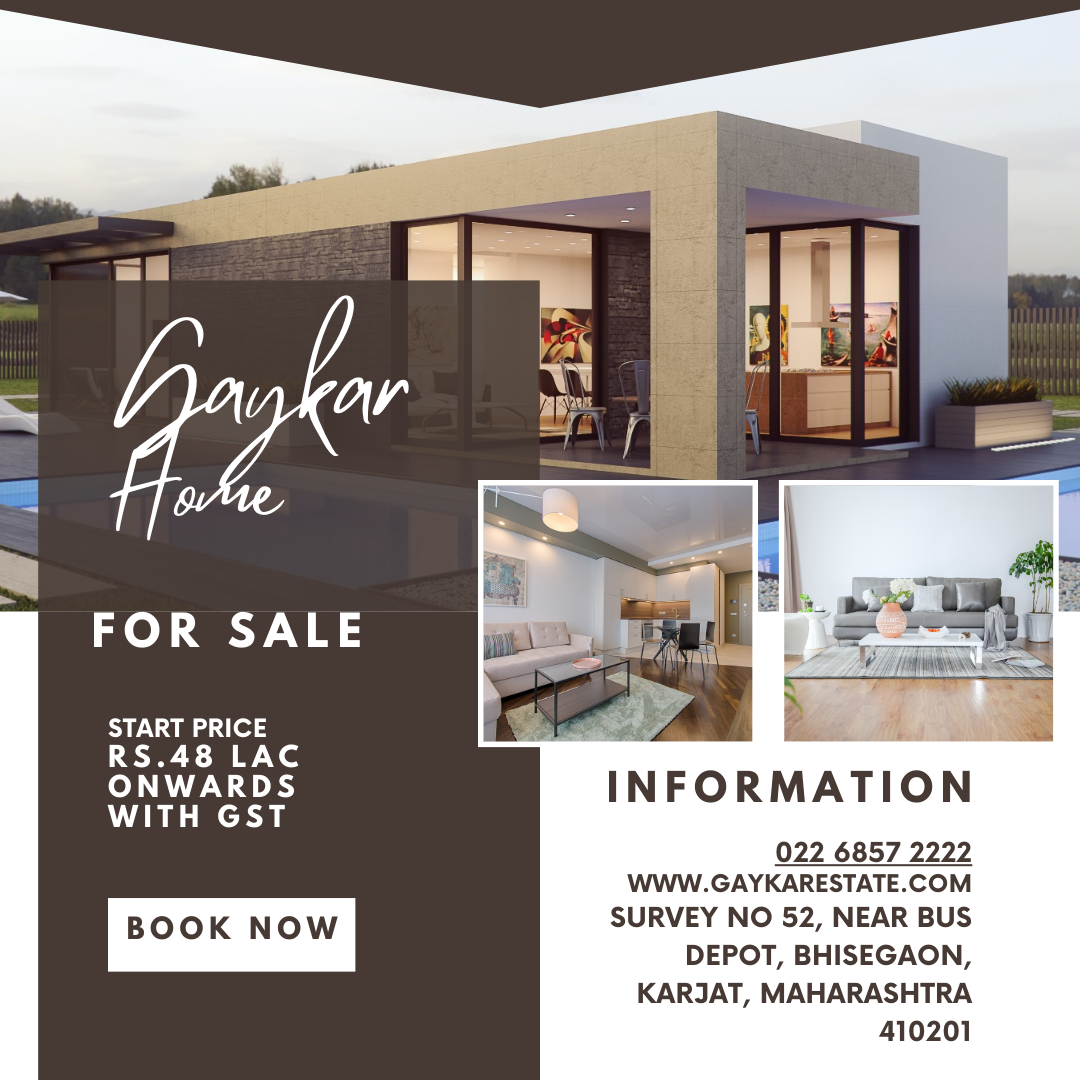 Gaykar
Home
FOR SALE
START PRICE
RS.48 LAC
ONWARDS
WITH GST
BOOK NOW
INFORMATION
022 6857 2222
WWW.GAYKARESTATE.COM
SURVEY NO 52, NEAR BUS
DEPOT, BHISEGAON,
KARJAT, MAHARASHTRA
410201